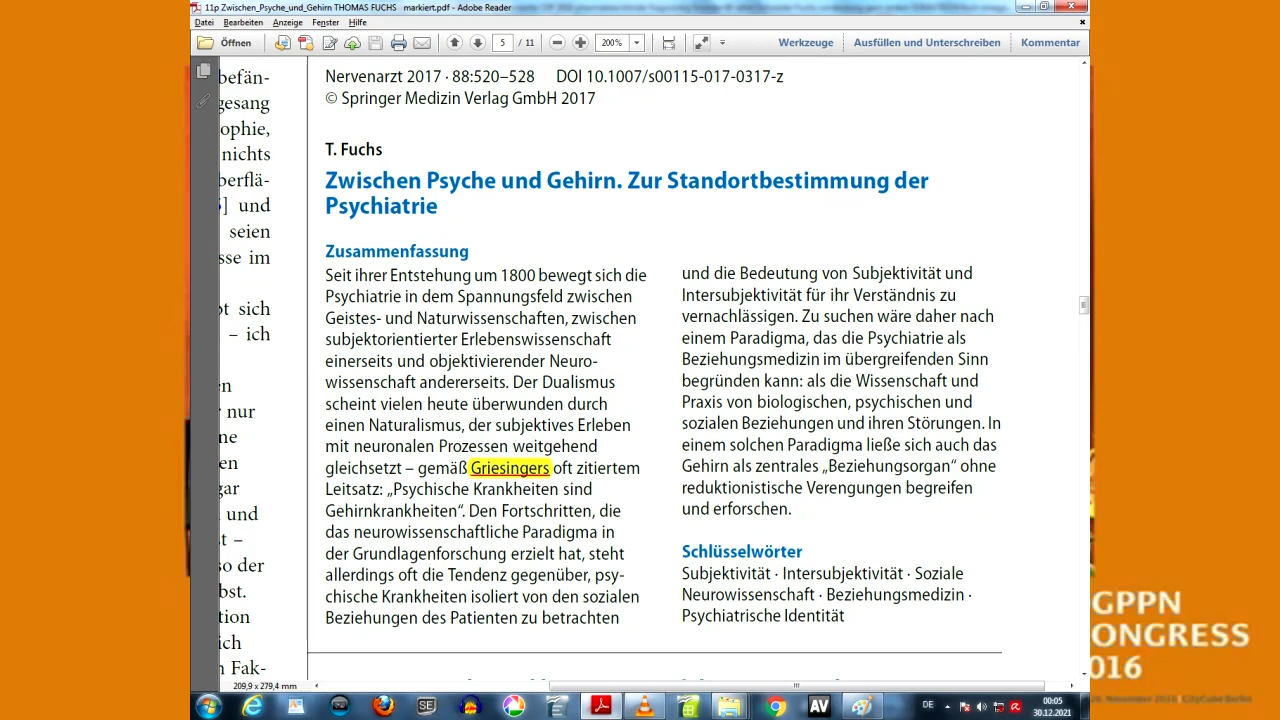 11p Zwischen_Psyche_und_Gehirn THOMAS FUCHS markiert.pdf - Adobe Reader
Datei Bearbeiten Anzeige Fenster Hilfe
Öffnen 5 / 11 200% Werkzeuge Ausfüllen und Unterschreiben Kommentar
Nervenarzt 2017 · 88:520–528 DOI 10.1007/s00115-017-0317-z
© Springer Medizin Verlag GmbH 2017
T. Fuchs
Zwischen Psyche und Gehirn. Zur Standortbestimmung der
Psychiatrie
Zusammenfassung
Seit ihrer Entstehung um 1800 bewegt sich die
Psychiatrie in dem Spannungsfeld zwischen
Geistes- und Naturwissenschaften, zwischen
subjektorientierter Erlebenswissenschaft
einerseits und objektivierender Neuro-
wissenschaft andererseits. Der Dualismus
scheint vielen heute überwunden durch
einen Naturalismus, der subjektives Erleben
mit neuronalen Prozessen weitgehend
gleichsetzt – gemäß Griesingers oft zitiertem
Leitsatz: „Psychische Krankheiten sind
Gehirnkrankheiten“. Den Fortschritten, die
das neurowissenschaftliche Paradigma in
der Grundlagenforschung erzielt hat, steht
allerdings oft die Tendenz gegenüber, psy-
chische Krankheiten isoliert von den sozialen
Beziehungen des Patienten zu betrachten
und die Bedeutung von Subjektivität und
Intersubjektivität für ihr Verständnis zu
vernachlässigen. Zu suchen wäre daher nach
einem Paradigma, das die Psychiatrie als
Beziehungsmedizin im übergreifenden Sinn
begründen kann: als die Wissenschaft und
Praxis von biologischen, psychischen und
sozialen Beziehungen und ihren Störungen. In
einem solchen Paradigma ließe sich auch das
Gehirn als zentrales „Beziehungsorgan“ ohne
reduktionistische Verengungen begreifen
und erforschen.
Schlüsselwörter
Subjektivität · Intersubjektivität · Soziale
Neurowissenschaft · Beziehungsmedizin ·
Psychiatrische Identität
befän-
gesang
ophie,
nichts
berflä-
] und
seien
sse im
t sich
– ich
en
nur
ne
en
gar
und
t –
so der
bst.
tion
ich
n Fak-
209,9 x 279,4 mm
SE AV DE 00:05
30.12.2021
GPPN
ONGRESS
016